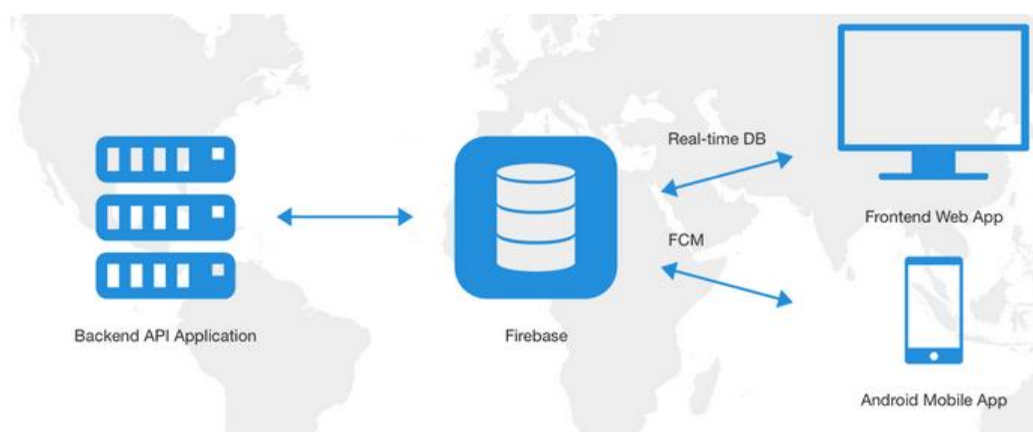 Real-time DB
Frontend Web App
FCM
Backend API Application
Firebase
Android Mobile App